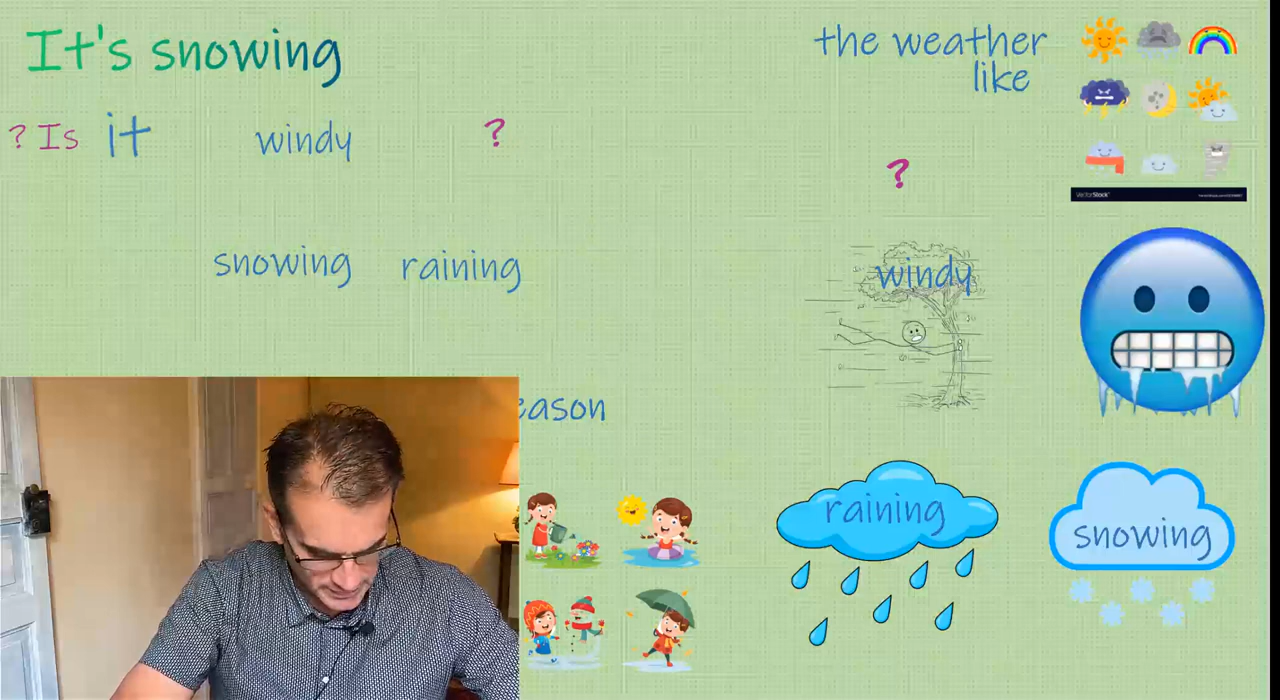 It's snowing
the weather
like
? Is it windy ?
?
VectorStock
snowing raining
windy
eason
raining
snowing